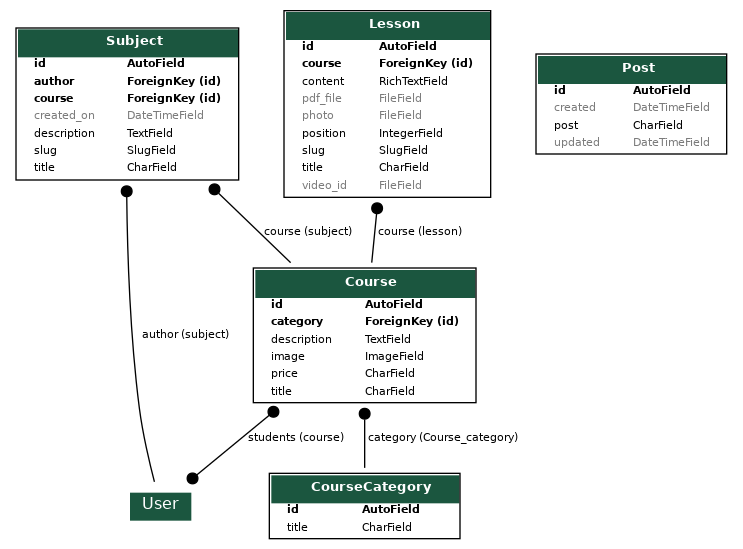 Subject
id AutoField
author ForeignKey (id)
course ForeignKey (id)
created_on DateTimeField
description TextField
slug SlugField
title CharField
Lesson
id AutoField
course ForeignKey (id)
content RichTextField
pdf_file FileField
photo FileField
position IntegerField
slug SlugField
title CharField
video_id FileField
Post
id AutoField
created DateTimeField
post CharField
updated DateTimeField
course (subject)
course (lesson)
Course
id AutoField
category ForeignKey (id)
description TextField
image ImageField
price CharField
title CharField
author (subject)
students (course)
category (Course_category)
User
CourseCategory
id AutoField
title CharField